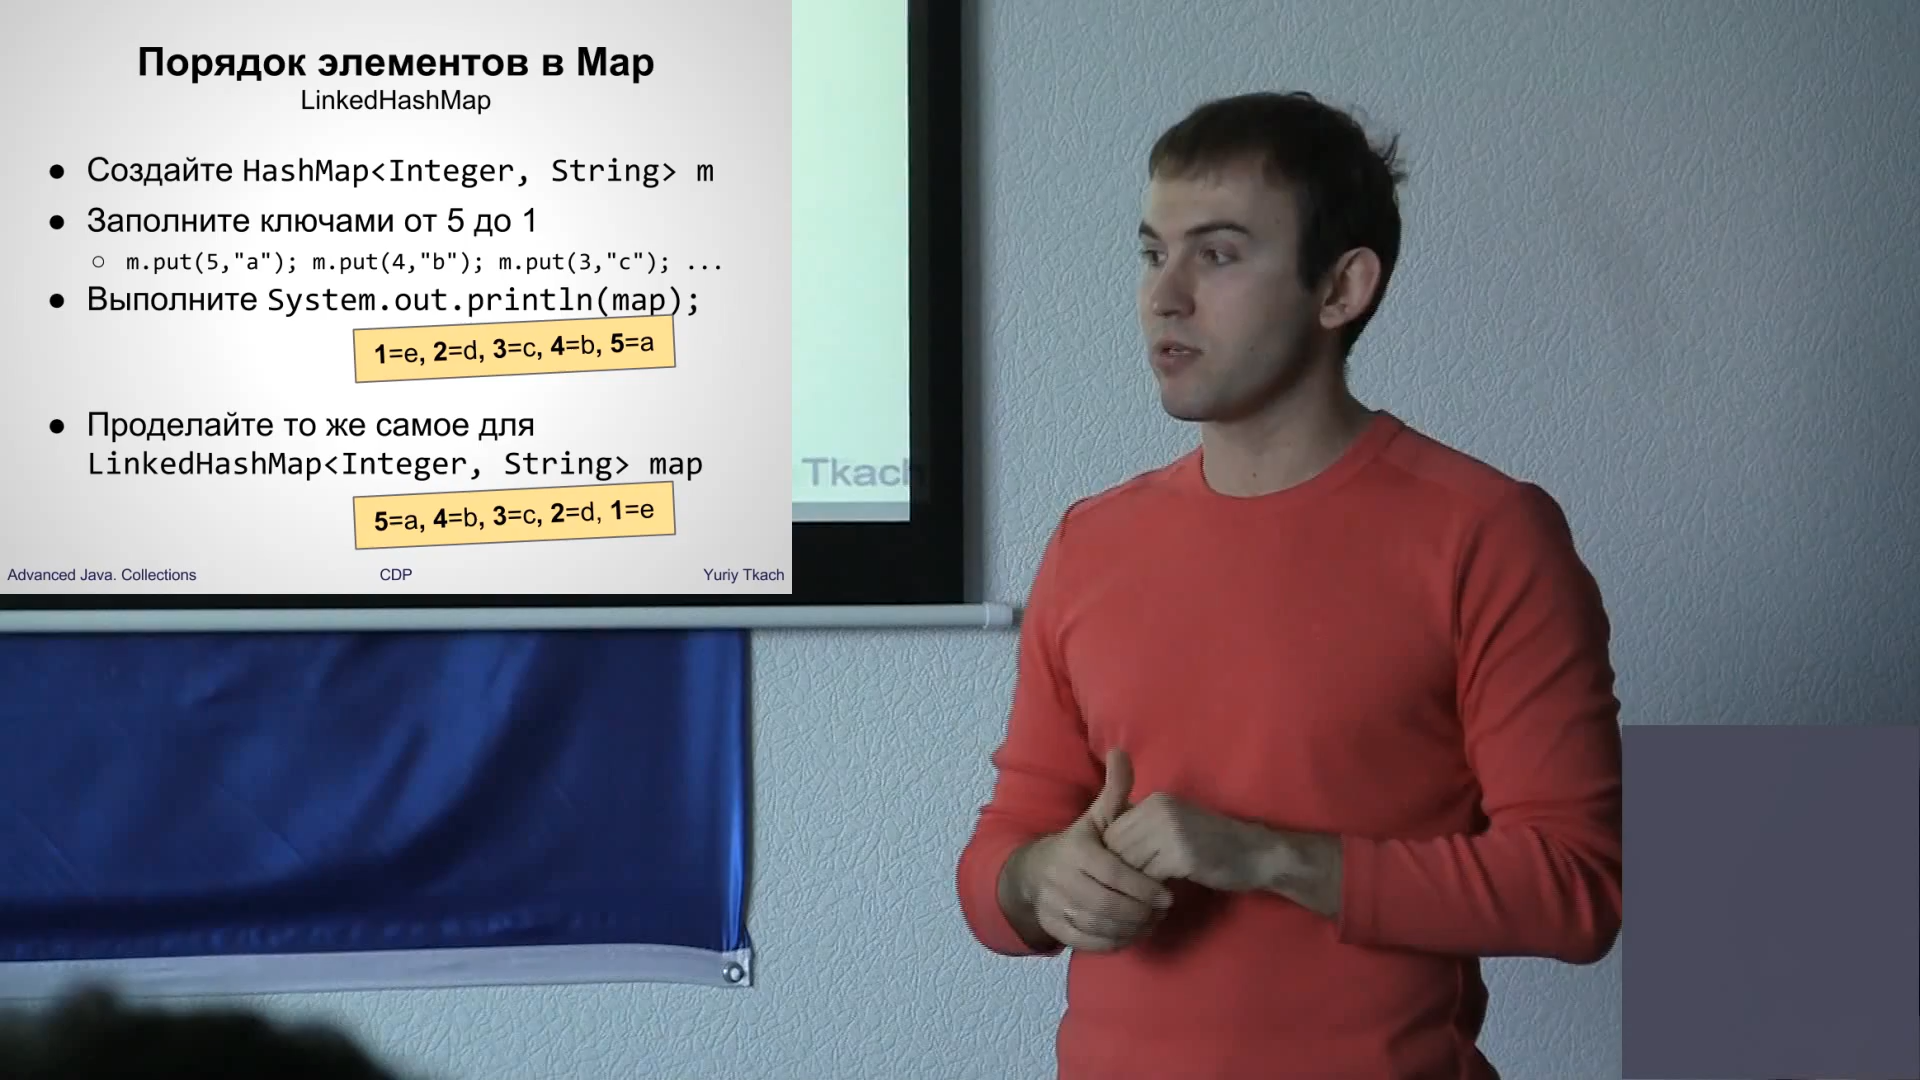 Порядок элементов в Map
LinkedHashMap
● Создайте HashMap<Integer, String> m
● Заполните ключами от 5 до 1
○ m.put(5,"a"); m.put(4,"b"); m.put(3,"c"); ...
● Выполните System.out.println(map);
1=e, 2=d, 3=c, 4=b, 5=a
● Проделайте то же самое для
LinkedHashMap<Integer, String> map
5=a, 4=b, 3=c, 2=d, 1=e
Advanced Java. Collections CDP Yuriy Tkach
Tkach